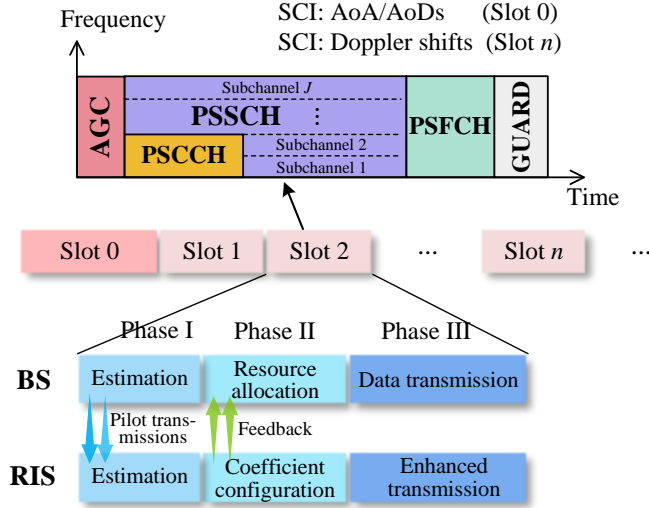 SCI: AoA/AoDs (Slot 0)
SCI: Doppler shifts (Slot n)
Frequency
AGC
Subchannel J
PSSCH ⋮
PSCCH
Subchannel 2
Subchannel 1
PSFCH
GUARD
Time
Slot 0
Slot 1
Slot 2
...
Slot n
...
Phase I
Phase II
Phase III
BS
Estimation
Resource
allocation
Data transmission
Pilot trans-
missions
Feedback
RIS
Estimation
Coefficient
configuration
Enhanced
transmission